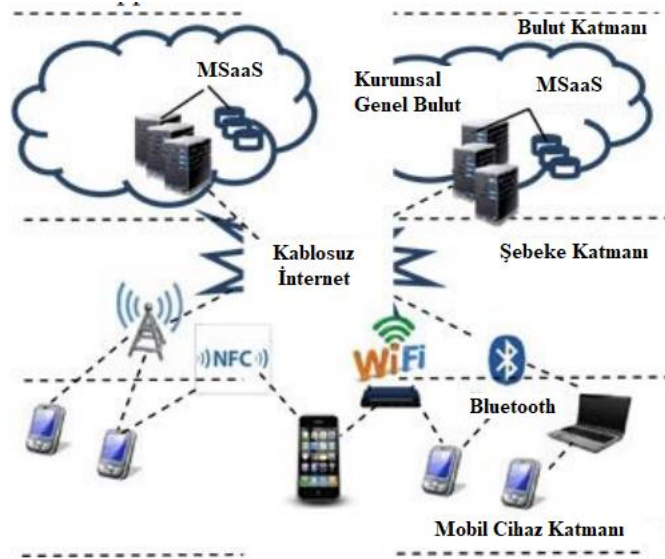 Bulut Katmanı
MSaaS
Kurumsal
Genel Bulut
MSaaS
Kablosuz
İnternet
Şebeke Katmanı
NFC
WiFi
Bluetooth
Mobil Cihaz Katmanı